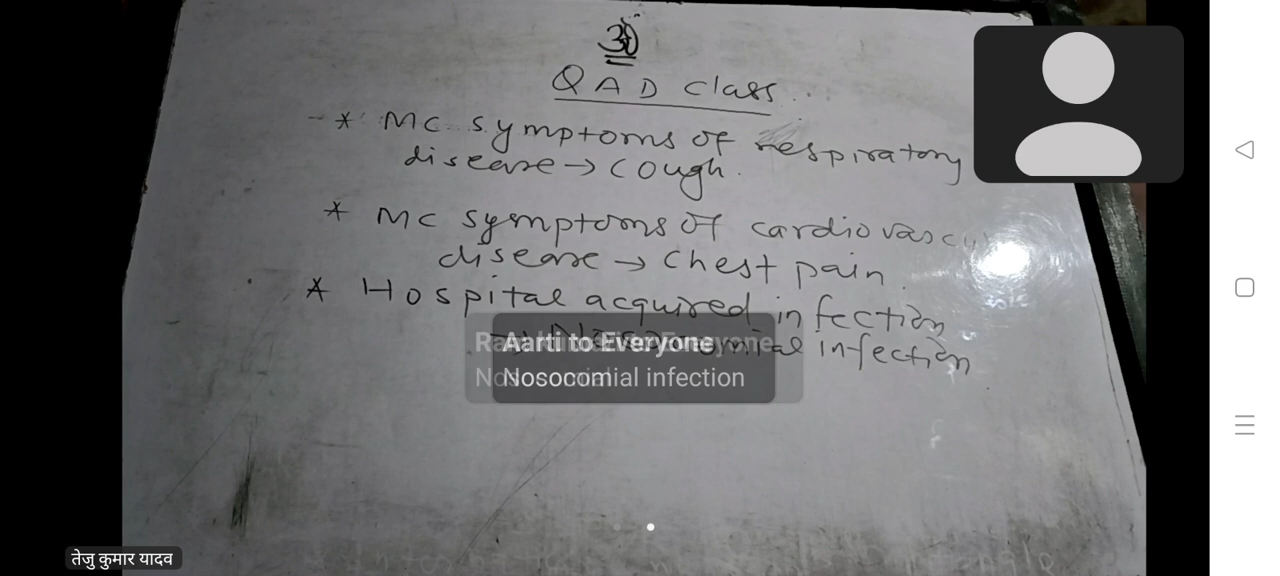 ॐ
QAD Class
* Mc symptoms of respiratory
disease → Cough.
* Mc symptoms of cardiovascu
disease → Chest pain.
* Hospital acquired infection
infection
Aarti to Everyone
Nosocomial infection
तेजु कुमार यादव